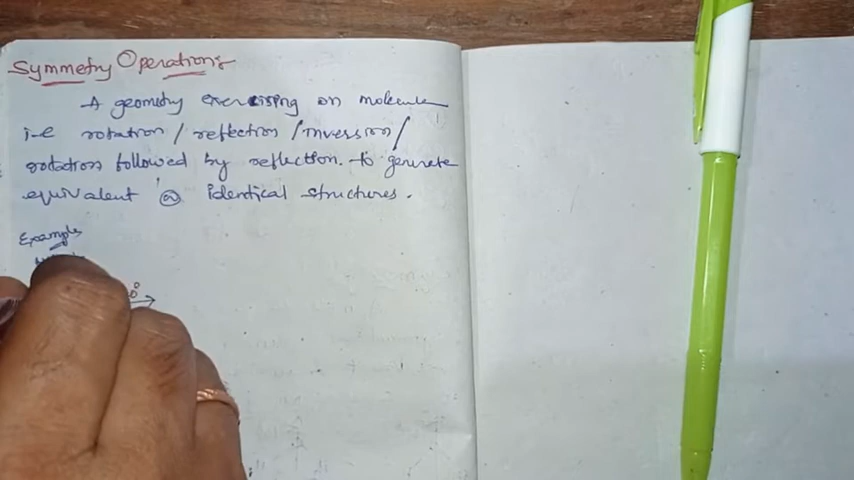 Symmetry Operations
A geometry exercising on molecule
i-e rotation / reflection / inversion /
rotation followed by reflection. to generate
equivalent or identical structures.
Example